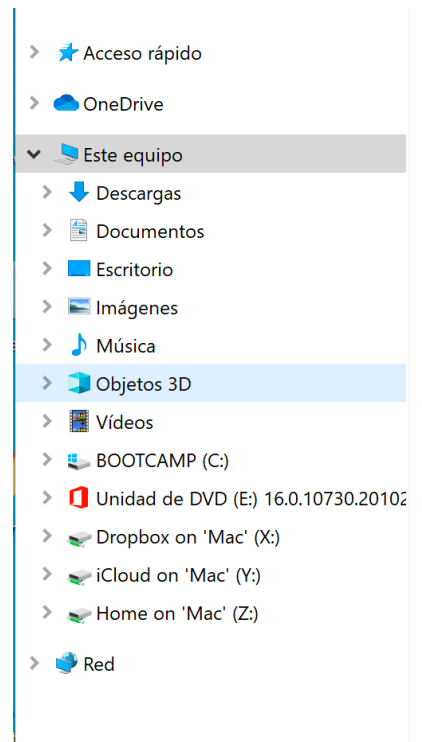 Acceso rápido
OneDrive
Este equipo
Descargas
Documentos
Escritorio
Imágenes
Música
Objetos 3D
Vídeos
BOOTCAMP (C:)
Unidad de DVD (E:) 16.0.10730.20102
Dropbox on 'Mac' (X:)
iCloud on 'Mac' (Y:)
Home on 'Mac' (Z:)
Red